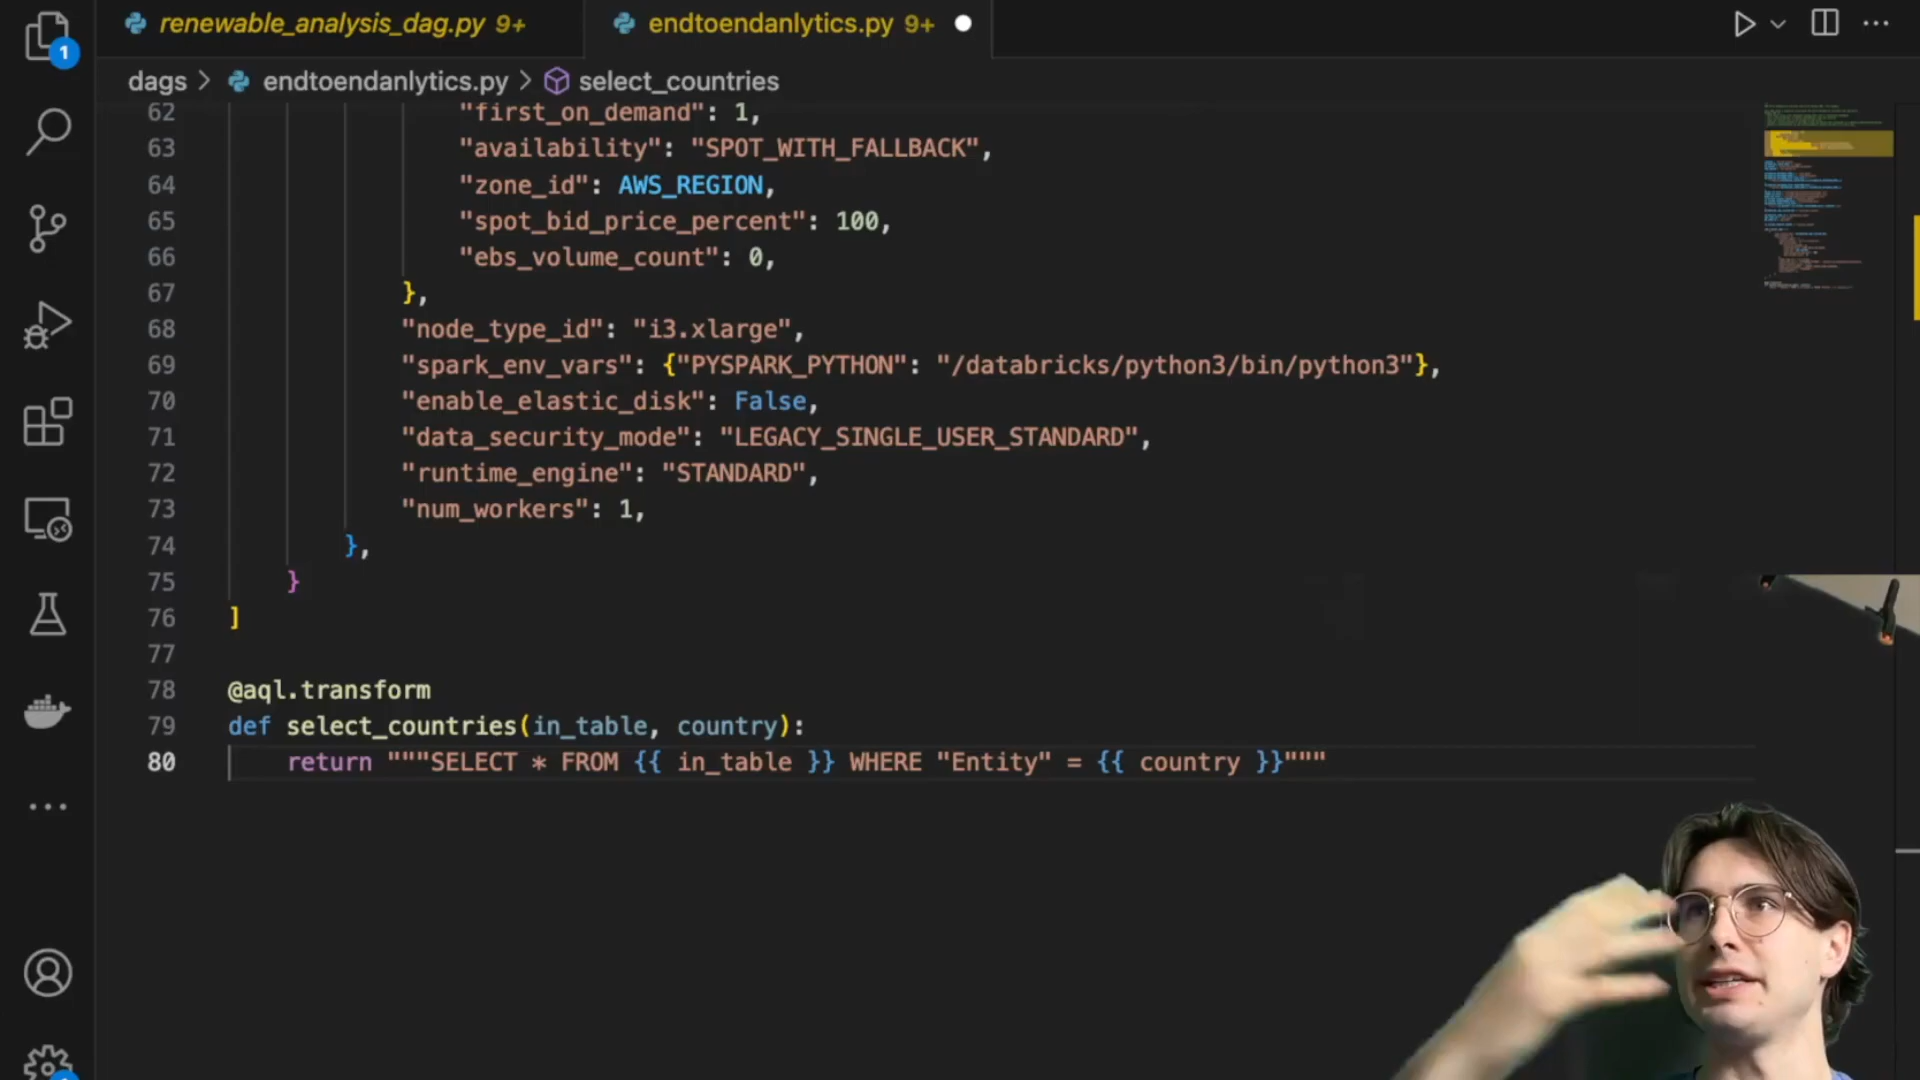 renewable_analysis_dag.py 9+
endtoendanlytics.py 9+
1
dags > endtoendanlytics.py > select_countries
62 "first_on_demand": 1,
63 "availability": "SPOT_WITH_FALLBACK",
64 "zone_id": AWS_REGION,
65 "spot_bid_price_percent": 100,
66 "ebs_volume_count": 0,
67 },
68 "node_type_id": "i3.xlarge",
69 "spark_env_vars": {"PYSPARK_PYTHON": "/databricks/python3/bin/python3"},
70 "enable_elastic_disk": False,
71 "data_security_mode": "LEGACY_SINGLE_USER_STANDARD",
72 "runtime_engine": "STANDARD",
73 "num_workers": 1,
74 },
75 }
76 ]
77
78 @aql.transform
79 def select_countries(in_table, country):
80 return """SELECT * FROM {{ in_table }} WHERE "Entity" = {{ country }}"""